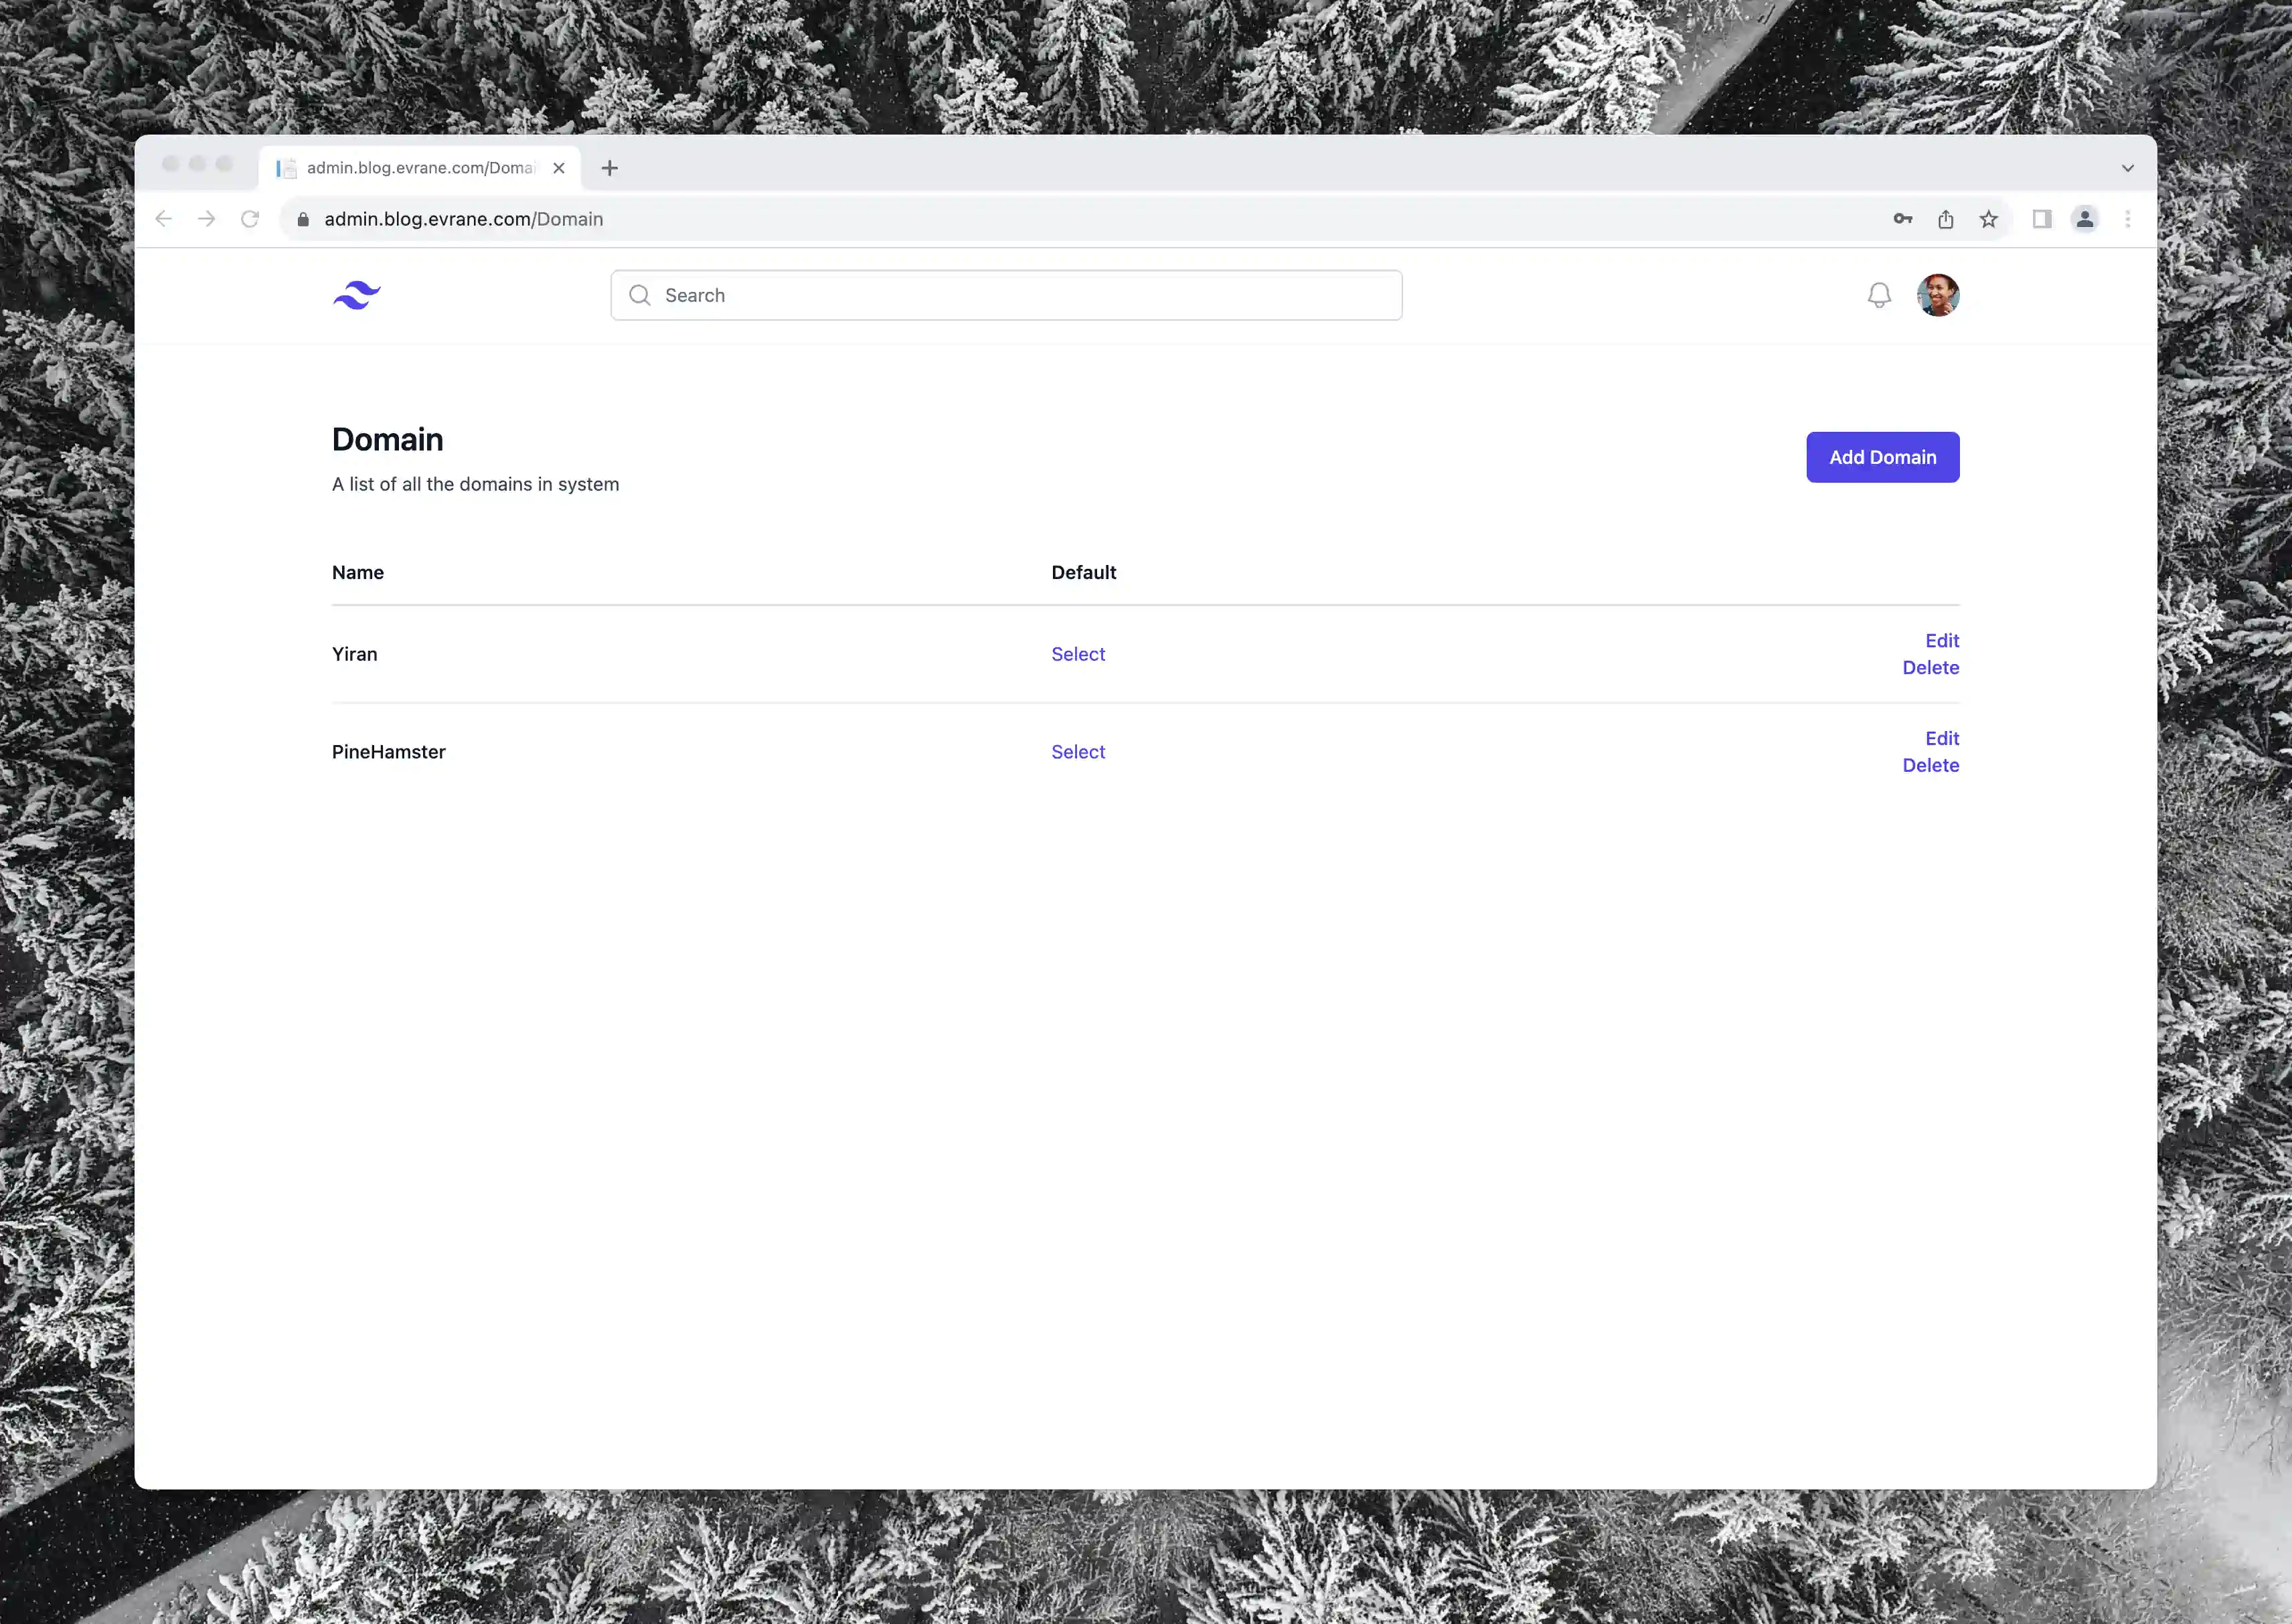 admin.blog.evrane.com/Domai
admin.blog.evrane.com/Domain
Search
Domain
A list of all the domains in system
Add Domain
Name Default
Yiran Select Edit
Delete
PineHamster Select Edit
Delete